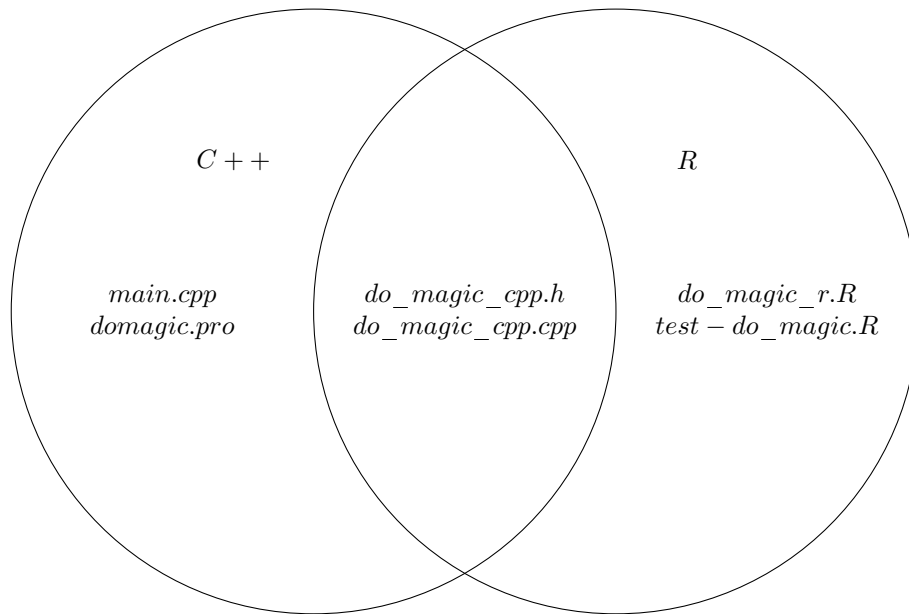 C++
R
main.cpp
domagic.pro
do_magic_cpp.h
do_magic_cpp.cpp
do_magic_r.R
test-do_magic.R